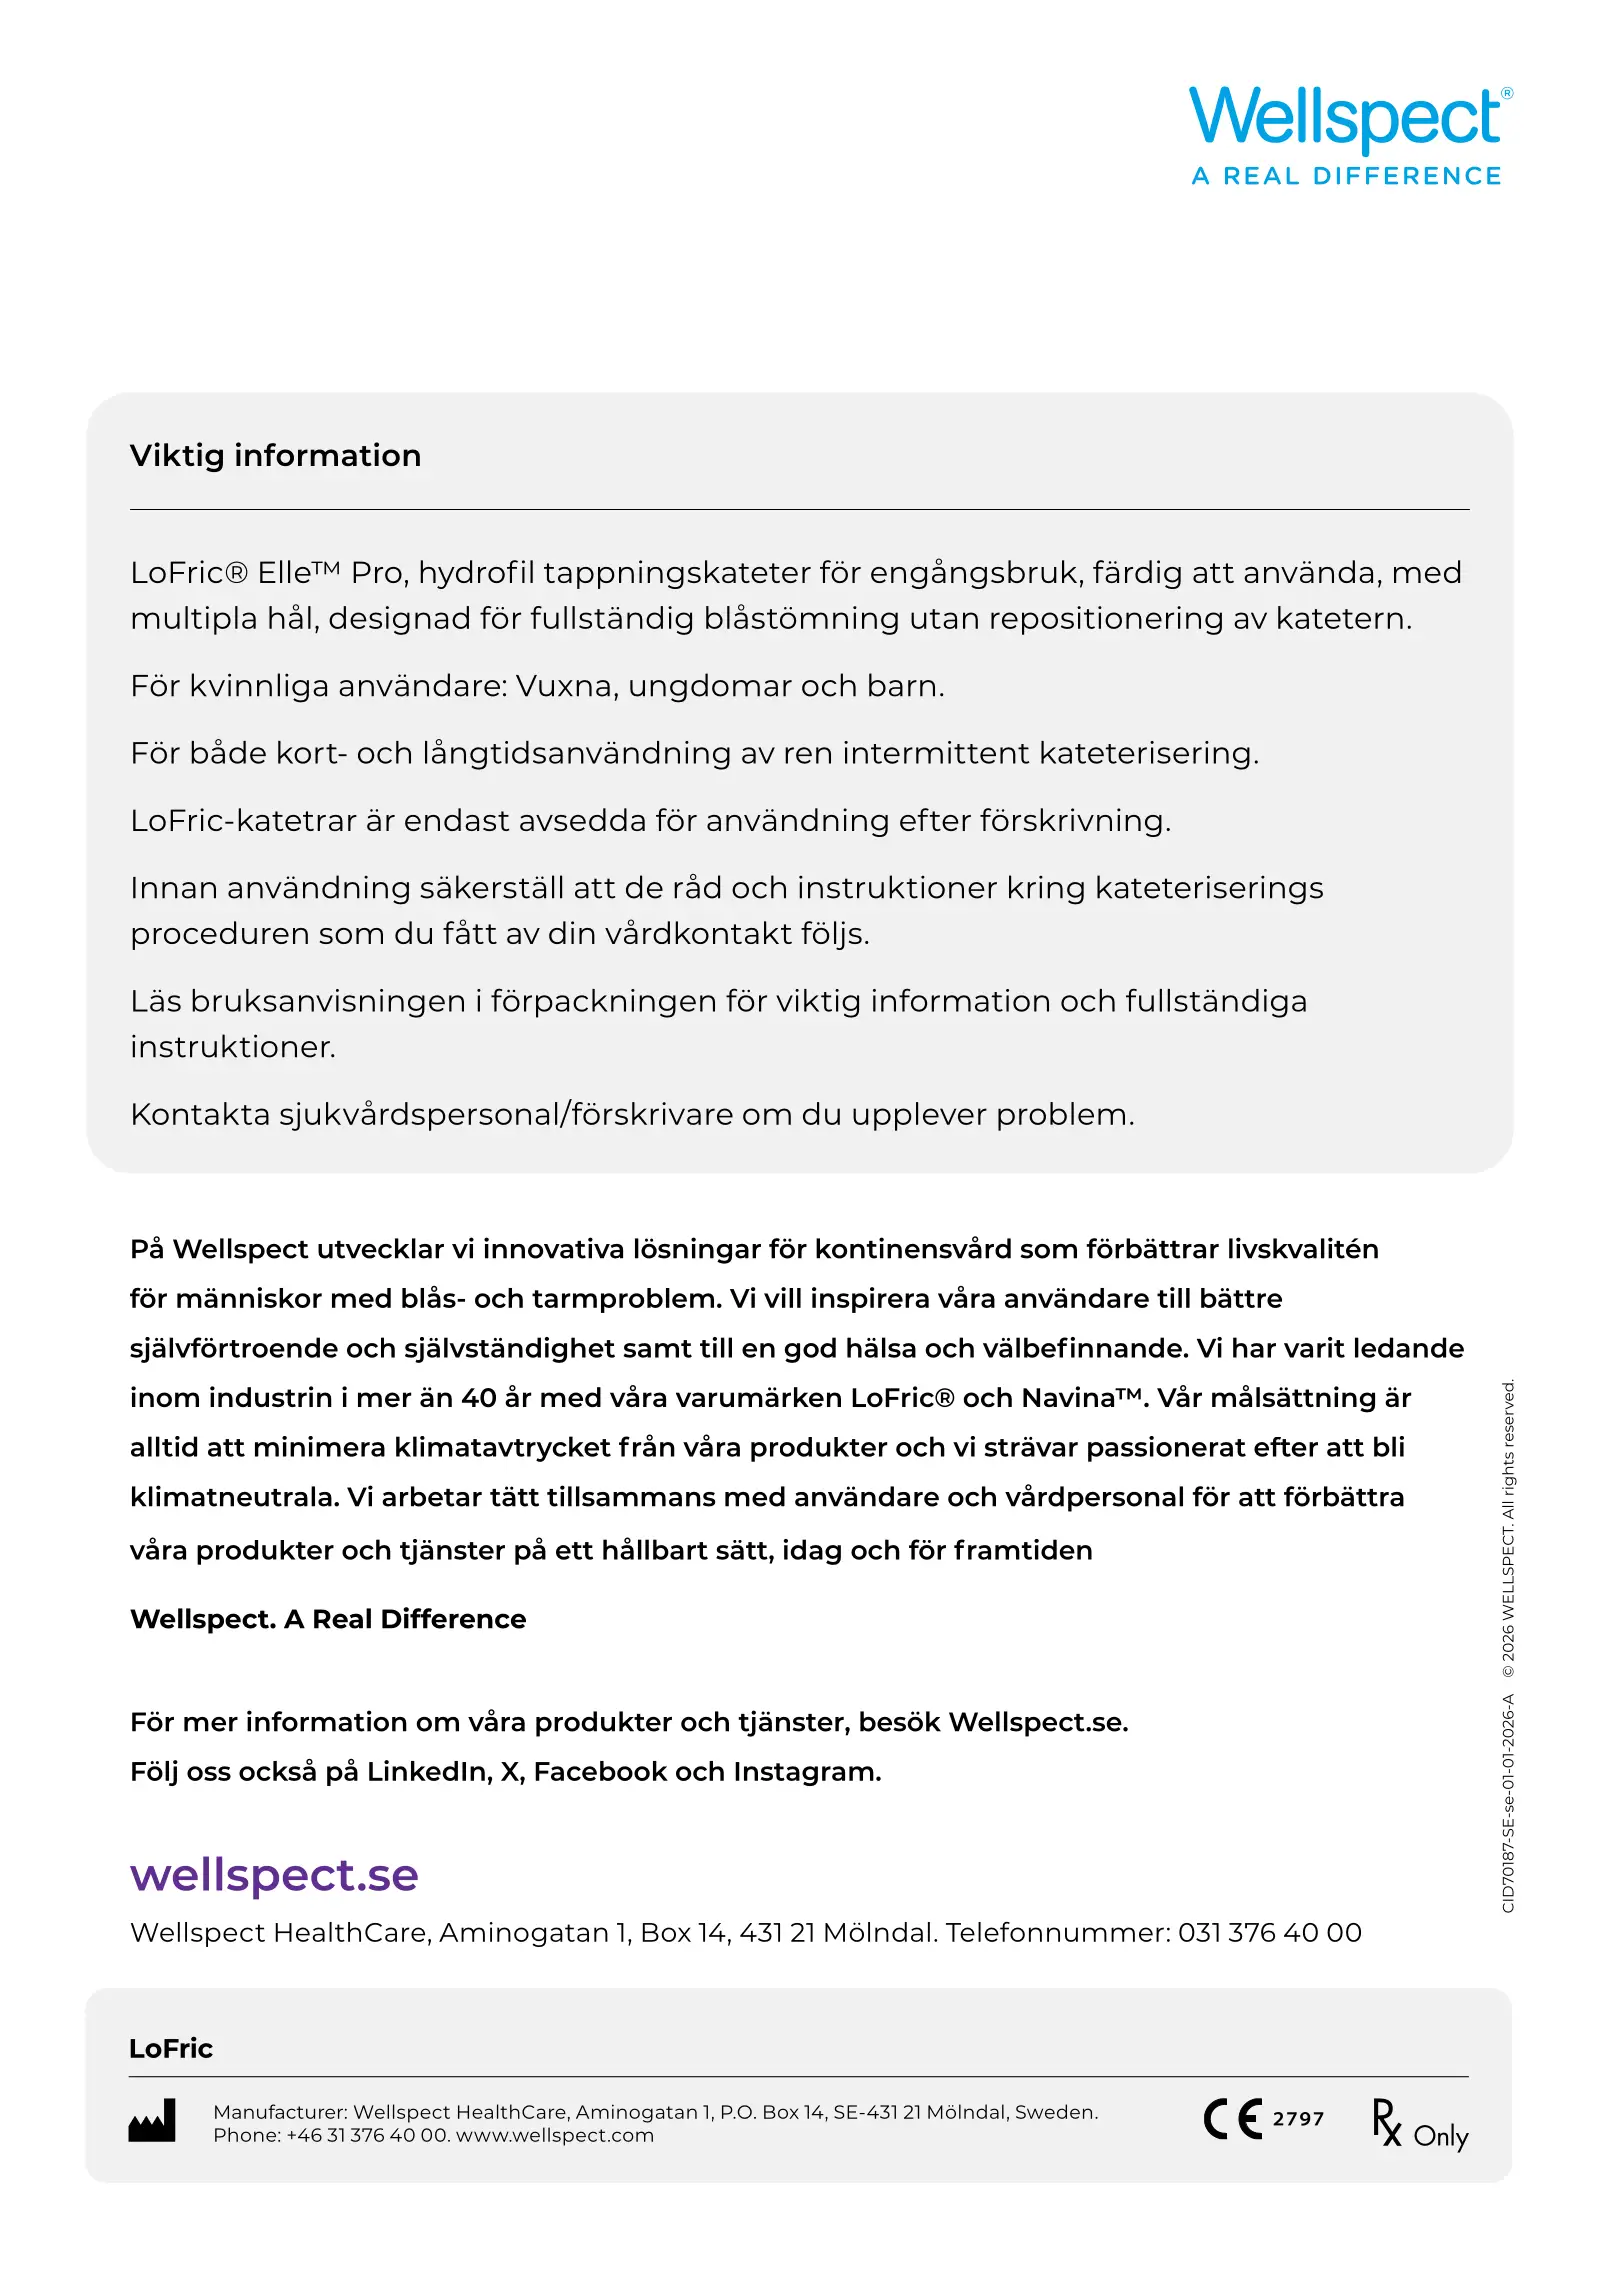 Wellspect®
A REAL DIFFERENCE
Viktig information
LoFric® Elle™ Pro, hydrofil tappningskateter för engångsbruk, färdig att använda, med
multipla hål, designad för fullständig blåstömning utan repositionering av katetern.
För kvinnliga användare: Vuxna, ungdomar och barn.
För både kort- och långtidsanvändning av ren intermittent kateterisering.
LoFric-katetrar är endast avsedda för användning efter förskrivning.
Innan användning säkerställ att de råd och instruktioner kring kateteriserings
proceduren som du fått av din vårdkontakt följs.
Läs bruksanvisningen i förpackningen för viktig information och fullständiga
instruktioner.
Kontakta sjukvårdspersonal/förskrivare om du upplever problem.
På Wellspect utvecklar vi innovativa lösningar för kontinensvård som förbättrar livskvalitén
för människor med blås- och tarmproblem. Vi vill inspirera våra användare till bättre
självförtroende och självständighet samt till en god hälsa och välbefinnande. Vi har varit ledande
inom industrin i mer än 40 år med våra varumärken LoFric® och Navina™. Vår målsättning är
alltid att minimera klimatavtrycket från våra produkter och vi strävar passionerat efter att bli
klimatneutrala. Vi arbetar tätt tillsammans med användare och vårdpersonal för att förbättra
våra produkter och tjänster på ett hållbart sätt, idag och för framtiden
Wellspect. A Real Difference
För mer information om våra produkter och tjänster, besök Wellspect.se.
Följ oss också på LinkedIn, X, Facebook och Instagram.
wellspect.se
Wellspect HealthCare, Aminogatan 1, Box 14, 431 21 Mölndal. Telefonnummer: 031 376 40 00
CID70187-SE-se-01-01-2026-A © 2026 WELLSPECT. All rights reserved.
LoFric
Manufacturer: Wellspect HealthCare, Aminogatan 1, P.O. Box 14, SE-431 21 Mölndal, Sweden.
Phone: +46 31 376 40 00. www.wellspect.com
CE 2797
Rx Only